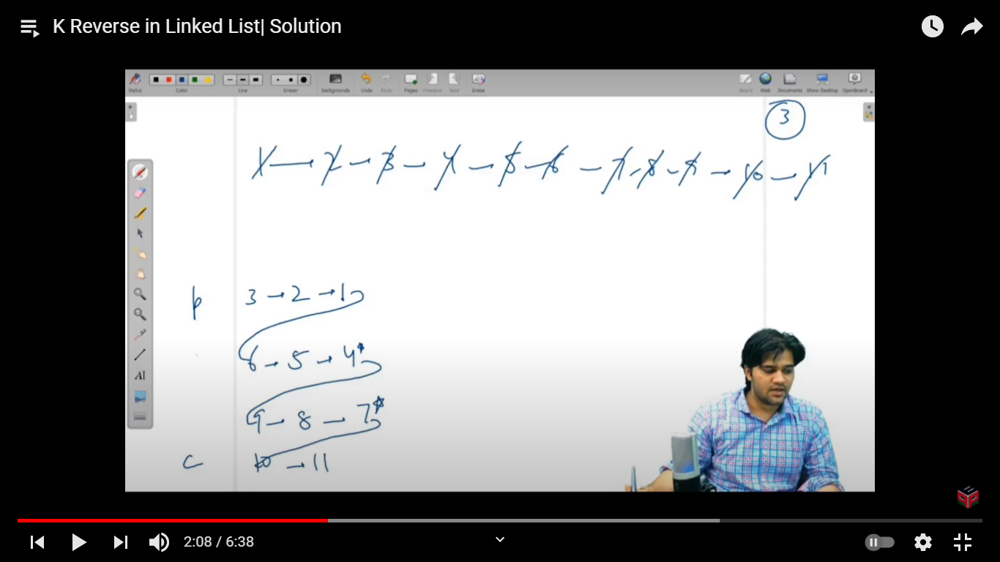 K Reverse in Linked List| Solution
Stylus Color Line Eraser Backgrounds Undo Redo Pages Previous Next Erase Board Web Documents Show Desktop OpenBoard
3
1 → 2 → 3 → 4 → 5 → 6 → 7 → 8 → 9 → 10 → 11
AI
p 3 → 2 → 1
6 → 5 → 4*
9 → 8 → 7*
c 10 → 11
2:08 / 6:38